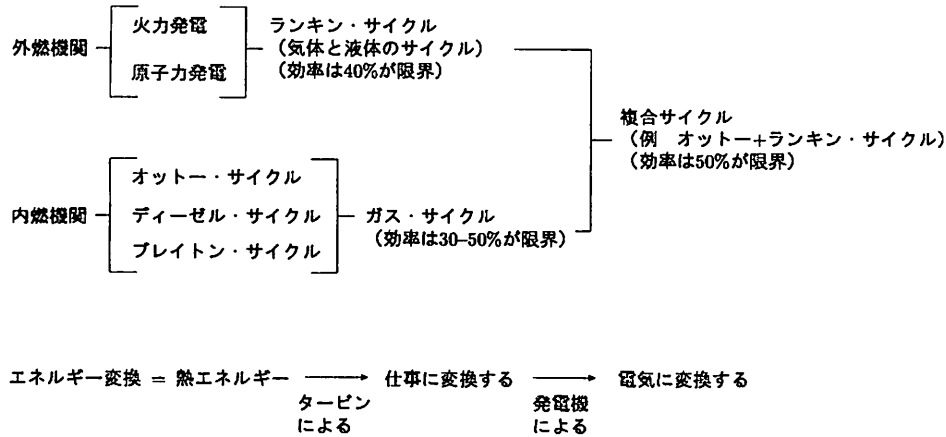 外燃機関
火力発電
原子力発電
ランキン・サイクル
(気体と液体のサイクル)
(効率は40%が限界)
内燃機関
オットー・サイクル
ディーゼル・サイクル
ブレイトン・サイクル
ガス・サイクル
(効率は30–50%が限界)
複合サイクル
(例 オットー+ランキン・サイクル)
(効率は50%が限界)
エネルギー変換 = 熱エネルギー → 仕事に変換する → 電気に変換する
タービン
による
発電機
による